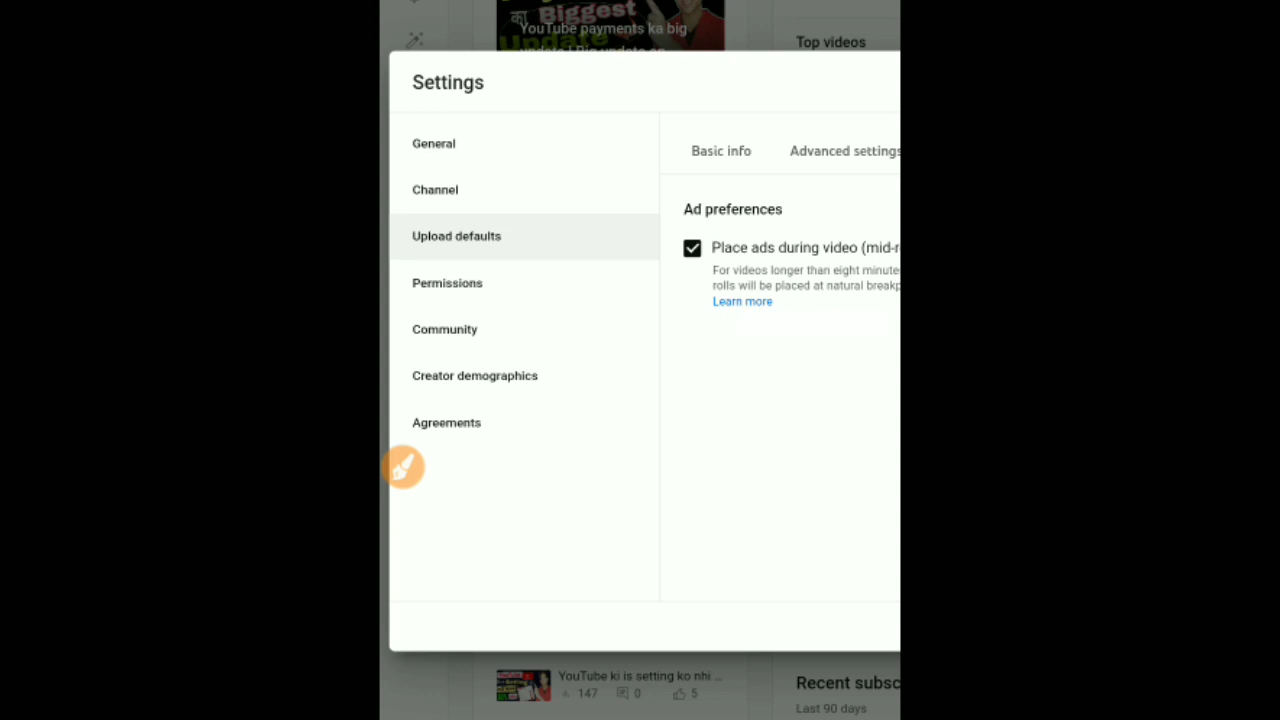 का Biggest
Update
YouTube payments ka big
Top videos
Settings
General
Channel
Upload defaults
Permissions
Community
Creator demographics
Agreements
Basic info
Advanced settings
Ad preferences
Place ads during video (mid-r
For videos longer than eight minute
rolls will be placed at natural breakp
Learn more
YouTube ki is setting ko nhi ...
147 0 5
Recent subsc
Last 90 days